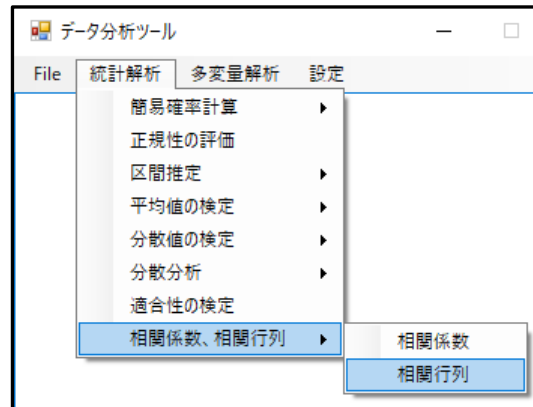 データ分析ツール
File 統計解析 多変量解析 設定
簡易確率計算
正規性の評価
区間推定
平均値の検定
分散値の検定
分散分析
適合性の検定
相関係数、相関行列
相関係数
相関行列